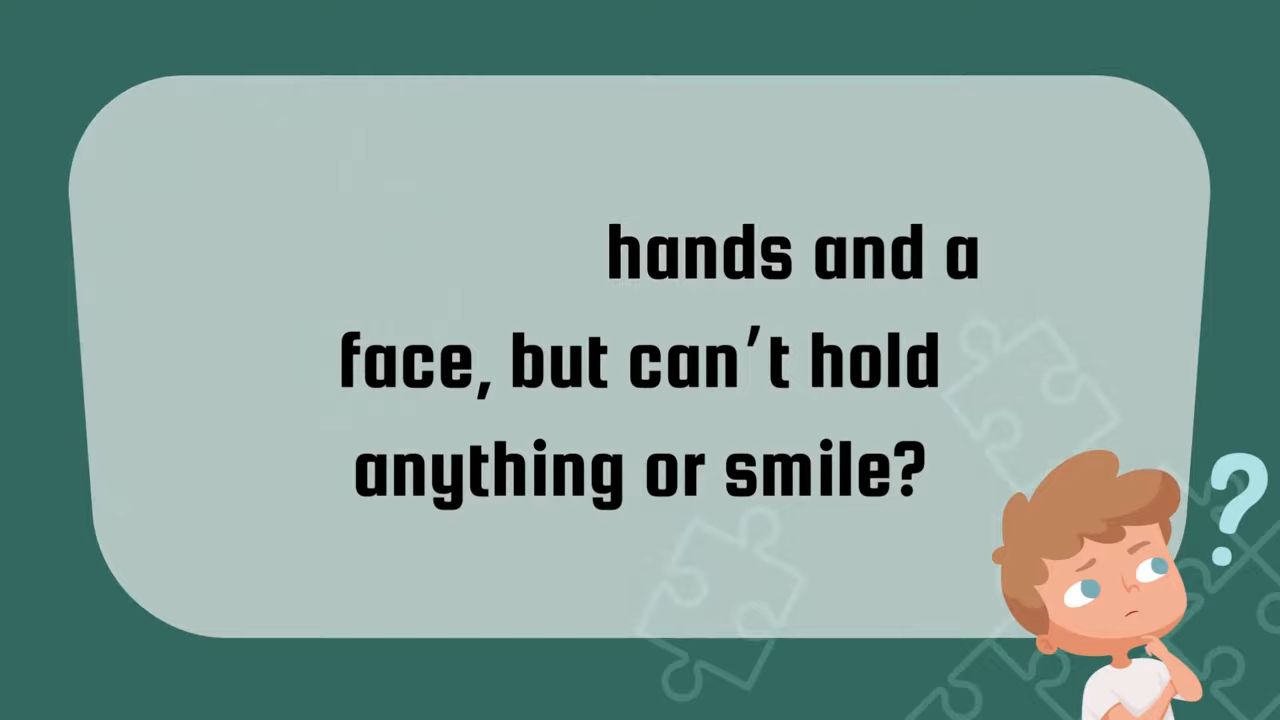 hands and a
face, but can’t hold
anything or smile?
?